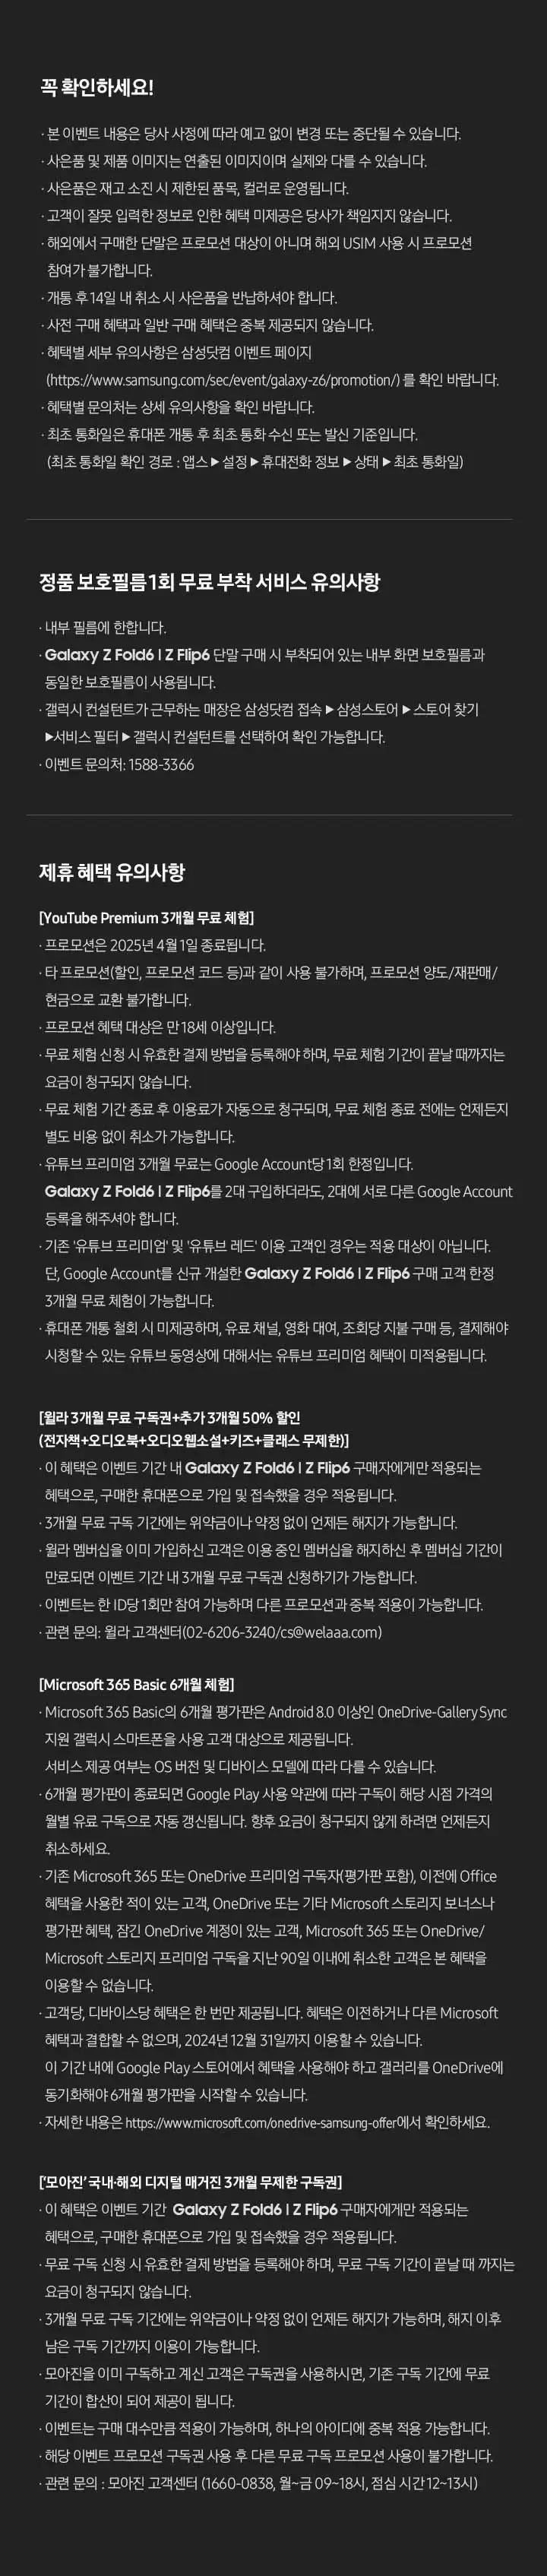 꼭 확인하세요!
· 본 이벤트 내용은 당사 사정에 따라 예고 없이 변경 또는 중단될 수 있습니다.
· 사은품 및 제품 이미지는 연출된 이미지이며 실제와 다를 수 있습니다.
· 사은품은 재고 소진 시 제한된 품목, 컬러로 운영됩니다.
· 고객이 잘못 입력한 정보로 인한 혜택 미제공은 당사가 책임지지 않습니다.
· 해외에서 구매한 단말은 프로모션 대상이 아니며 해외 USIM 사용 시 프로모션
참여가 불가합니다.
· 개통 후 14일 내 취소 시 사은품을 반납하셔야 합니다.
· 사전 구매 혜택과 일반 구매 혜택은 중복 제공되지 않습니다.
· 혜택별 세부 유의사항은 삼성닷컴 이벤트 페이지
(https://www.samsung.com/sec/event/galaxy-z6/promotion/) 를 확인 바랍니다.
· 혜택별 문의처는 상세 유의사항을 확인 바랍니다.
· 최초 통화일은 휴대폰 개통 후 최초 통화 수신 또는 발신 기준입니다.
(최초 통화일 확인 경로 : 앱스 ▶ 설정 ▶ 휴대전화 정보 ▶ 상태 ▶ 최초 통화일)
정품 보호필름 1회 무료 부착 서비스 유의사항
· 내부 필름에 한합니다.
· Galaxy Z Fold6 | Z Flip6 단말 구매 시 부착되어 있는 내부 화면 보호필름과
동일한 보호필름이 사용됩니다.
· 갤럭시 컨설턴트가 근무하는 매장은 삼성닷컴 접속 ▶ 삼성스토어 ▶ 스토어 찾기
▶서비스 필터 ▶ 갤럭시 컨설턴트를 선택하여 확인 가능합니다.
· 이벤트 문의처: 1588-3366
제휴 혜택 유의사항
[YouTube Premium 3개월 무료 체험]
· 프로모션은 2025년 4월 1일 종료됩니다.
· 타 프로모션(할인, 프로모션 코드 등)과 같이 사용 불가하며, 프로모션 양도/재판매/
현금으로 교환 불가합니다.
· 프로모션 혜택 대상은 만 18세 이상입니다.
· 무료 체험 신청 시 유효한 결제 방법을 등록해야 하며, 무료 체험 기간이 끝날 때까지는
요금이 청구되지 않습니다.
· 무료 체험 기간 종료 후 이용료가 자동으로 청구되며, 무료 체험 종료 전에는 언제든지
별도 비용 없이 취소가 가능합니다.
· 유튜브 프리미엄 3개월 무료는 Google Account당 1회 한정입니다.
Galaxy Z Fold6 | Z Flip6를 2대 구입하더라도, 2대에 서로 다른 Google Account
등록을 해주셔야 합니다.
· 기존 '유튜브 프리미엄' 및 '유튜브 레드' 이용 고객인 경우는 적용 대상이 아닙니다.
단, Google Account를 신규 개설한 Galaxy Z Fold6 | Z Flip6 구매 고객 한정
3개월 무료 체험이 가능합니다.
· 휴대폰 개통 철회 시 미제공하며, 유료 채널, 영화 대여, 조회당 지불 구매 등, 결제해야
시청할 수 있는 유튜브 동영상에 대해서는 유튜브 프리미엄 혜택이 미적용됩니다.
[윌라 3개월 무료 구독권+추가 3개월 50% 할인
(전자책+오디오북+오디오웹소설+키즈+클래스 무제한)]
· 이 혜택은 이벤트 기간 내 Galaxy Z Fold6 | Z Flip6 구매자에게만 적용되는
혜택으로, 구매한 휴대폰으로 가입 및 접속했을 경우 적용됩니다.
· 3개월 무료 구독 기간에는 위약금이나 약정 없이 언제든 해지가 가능합니다.
· 윌라 멤버십을 이미 가입하신 고객은 이용 중인 멤버십을 해지하신 후 멤버십 기간이
만료되면 이벤트 기간 내 3개월 무료 구독권 신청하기가 가능합니다.
· 이벤트는 한 ID당 1회만 참여 가능하며 다른 프로모션과 중복 적용이 가능합니다.
· 관련 문의: 윌라 고객센터(02-6206-3240/cs@welaaa.com)
[Microsoft 365 Basic 6개월 체험]
· Microsoft 365 Basic의 6개월 평가판은 Android 8.0 이상인 OneDrive-Gallery Sync
지원 갤럭시 스마트폰을 사용 고객 대상으로 제공됩니다.
서비스 제공 여부는 OS 버전 및 디바이스 모델에 따라 다를 수 있습니다.
· 6개월 평가판이 종료되면 Google Play 사용 약관에 따라 구독이 해당 시점 가격의
월별 유료 구독으로 자동 갱신됩니다. 향후 요금이 청구되지 않게 하려면 언제든지
취소하세요.
· 기존 Microsoft 365 또는 OneDrive 프리미엄 구독자(평가판 포함), 이전에 Office
혜택을 사용한 적이 있는 고객, OneDrive 또는 기타 Microsoft 스토리지 보너스나
평가판 혜택, 잠긴 OneDrive 계정이 있는 고객, Microsoft 365 또는 OneDrive/
Microsoft 스토리지 프리미엄 구독을 지난 90일 이내에 취소한 고객은 본 혜택을
이용할 수 없습니다.
· 고객당, 디바이스당 혜택은 한 번만 제공됩니다. 혜택은 이전하거나 다른 Microsoft
혜택과 결합할 수 없으며, 2024년 12월 31일까지 이용할 수 있습니다.
이 기간 내에 Google Play 스토어에서 혜택을 사용해야 하고 갤러리를 OneDrive에
동기화해야 6개월 평가판을 시작할 수 있습니다.
· 자세한 내용은 https://www.microsoft.com/onedrive-samsung-offer에서 확인하세요.
['모아진' 국내·해외 디지털 매거진 3개월 무제한 구독권]
· 이 혜택은 이벤트 기간 Galaxy Z Fold6 | Z Flip6 구매자에게만 적용되는
혜택으로, 구매한 휴대폰으로 가입 및 접속했을 경우 적용됩니다.
· 무료 구독 신청 시 유효한 결제 방법을 등록해야 하며, 무료 구독 기간이 끝날 때 까지는
요금이 청구되지 않습니다.
· 3개월 무료 구독 기간에는 위약금이나 약정 없이 언제든 해지가 가능하며, 해지 이후
남은 구독 기간까지 이용이 가능합니다.
· 모아진을 이미 구독하고 계신 고객은 구독권을 사용하시면, 기존 구독 기간에 무료
기간이 합산이 되어 제공이 됩니다.
· 이벤트는 구매 대수만큼 적용이 가능하며, 하나의 아이디에 중복 적용 가능합니다.
· 해당 이벤트 프로모션 구독권 사용 후 다른 무료 구독 프로모션 사용이 불가합니다.
· 관련 문의 : 모아진 고객센터 (1660-0838, 월~금 09~18시, 점심 시간 12~13시)